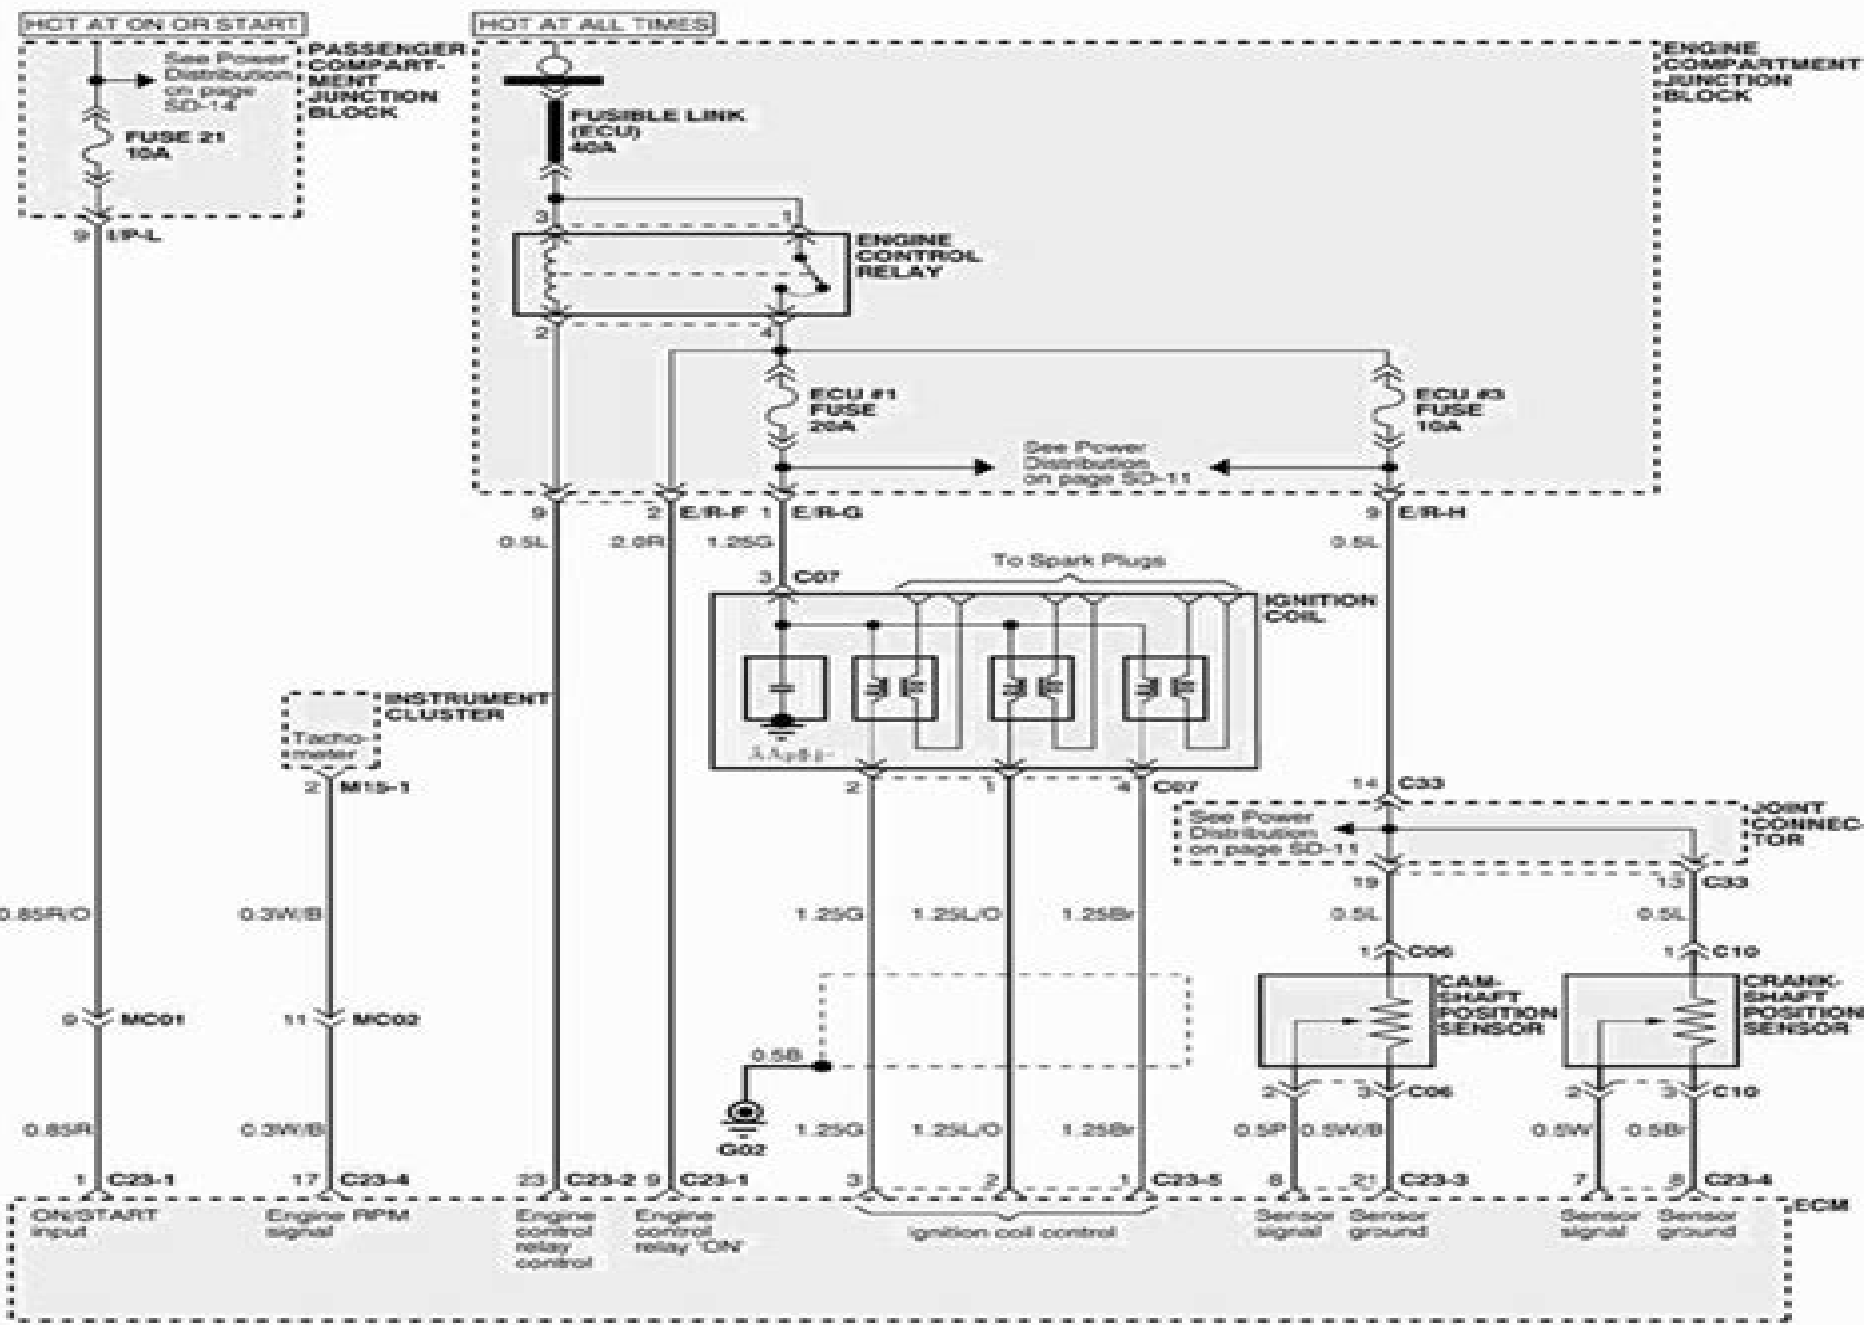 HOT AT ON OR START
HOT AT ALL TIMES
See Power
Distribution
on page
SD-14
PASSENGER
COMPART-
MENT
JUNCTION
BLOCK
FUSE 21
10A
9 I/P-L
ENGINE
COMPARTMENT
JUNCTION
BLOCK
FUSIBLE LINK
(ECU)
40A
3
1
ENGINE
CONTROL
RELAY
2
4
ECU #1
FUSE
20A
ECU #3
FUSE
10A
See Power
Distribution
on page SD-11
9
2 E/R-F
1 E/R-G
9 E/R-H
0.5L
2.0R
1.25G
0.5L
To Spark Plugs
3 C07
IGNITION
COIL
INSTRUMENT
CLUSTER
Tacho-
meter
2 M15-1
2
1
4 C07
14 C33
See Power
Distribution
on page SD-11
JOINT
CONNEC-
TOR
19
13 C33
0.85R/O
0.3W/B
1.25G
1.25L/O
1.25Br
0.5L
0.5L
1 C06
1 C10
CAM-
SHAFT
POSITION
SENSOR
CRANK-
SHAFT
POSITION
SENSOR
9 MC01
11 MC02
0.5B
G02
2
3 C06
2
3 C10
0.85R
0.3W/B
1.25G
1.25L/O
1.25Br
0.5P
0.5W/B
0.5W
0.5Br
1 C23-1
17 C23-4
23 C23-2
9 C23-1
3
2
1 C23-5
21 C23-3
7
8 C23-4
ECM
ON/START
input
Engine RPM
signal
Engine
control
relay
control
Engine
control
relay 'ON'
Ignition coil control
Sensor
signal
Sensor
ground
Sensor
signal
Sensor
ground